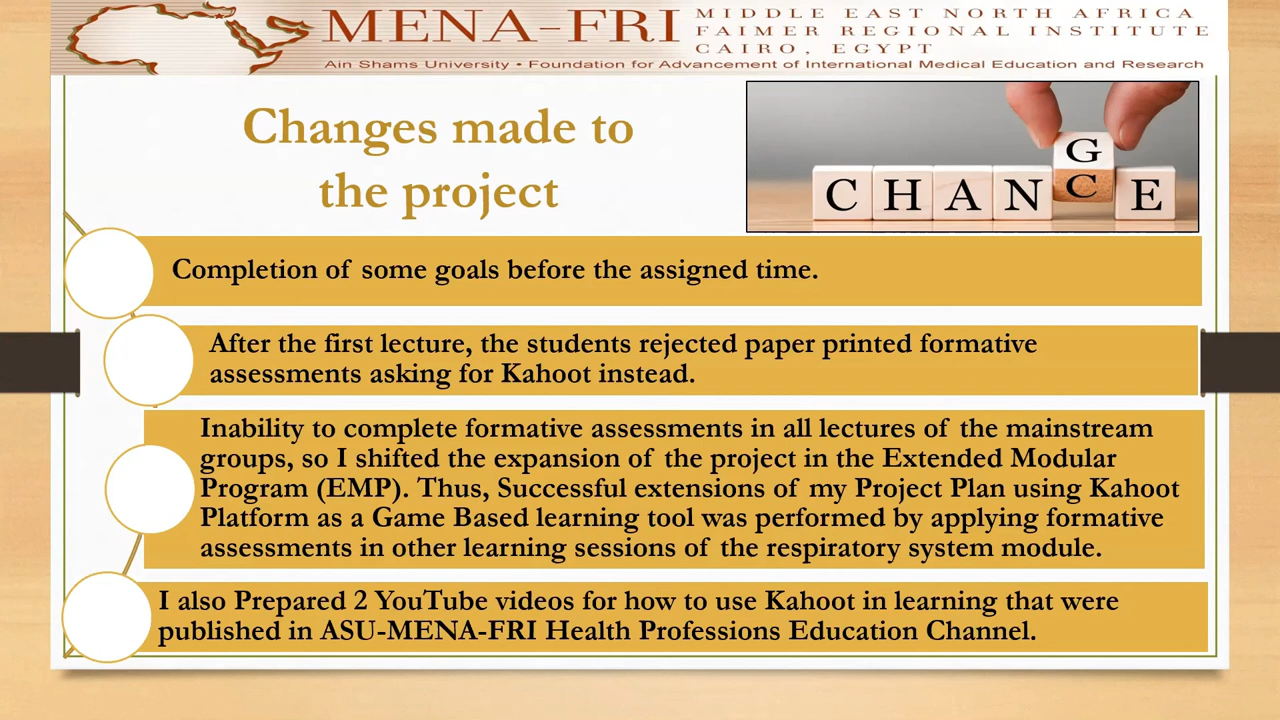 MENA-FRI
MIDDLE EAST NORTH AFRICA
FAIMER REGIONAL INSTITUTE
CAIRO, EGYPT
Ain Shams University • Foundation for Advancement of International Medical Education and Research
Changes made to
the project
CHANGE
C
Completion of some goals before the assigned time.
After the first lecture, the students rejected paper printed formative
assessments asking for Kahoot instead.
Inability to complete formative assessments in all lectures of the mainstream
groups, so I shifted the expansion of the project in the Extended Modular
Program (EMP). Thus, Successful extensions of my Project Plan using Kahoot
Platform as a Game Based learning tool was performed by applying formative
assessments in other learning sessions of the respiratory system module.
I also Prepared 2 YouTube videos for how to use Kahoot in learning that were
published in ASU-MENA-FRI Health Professions Education Channel.